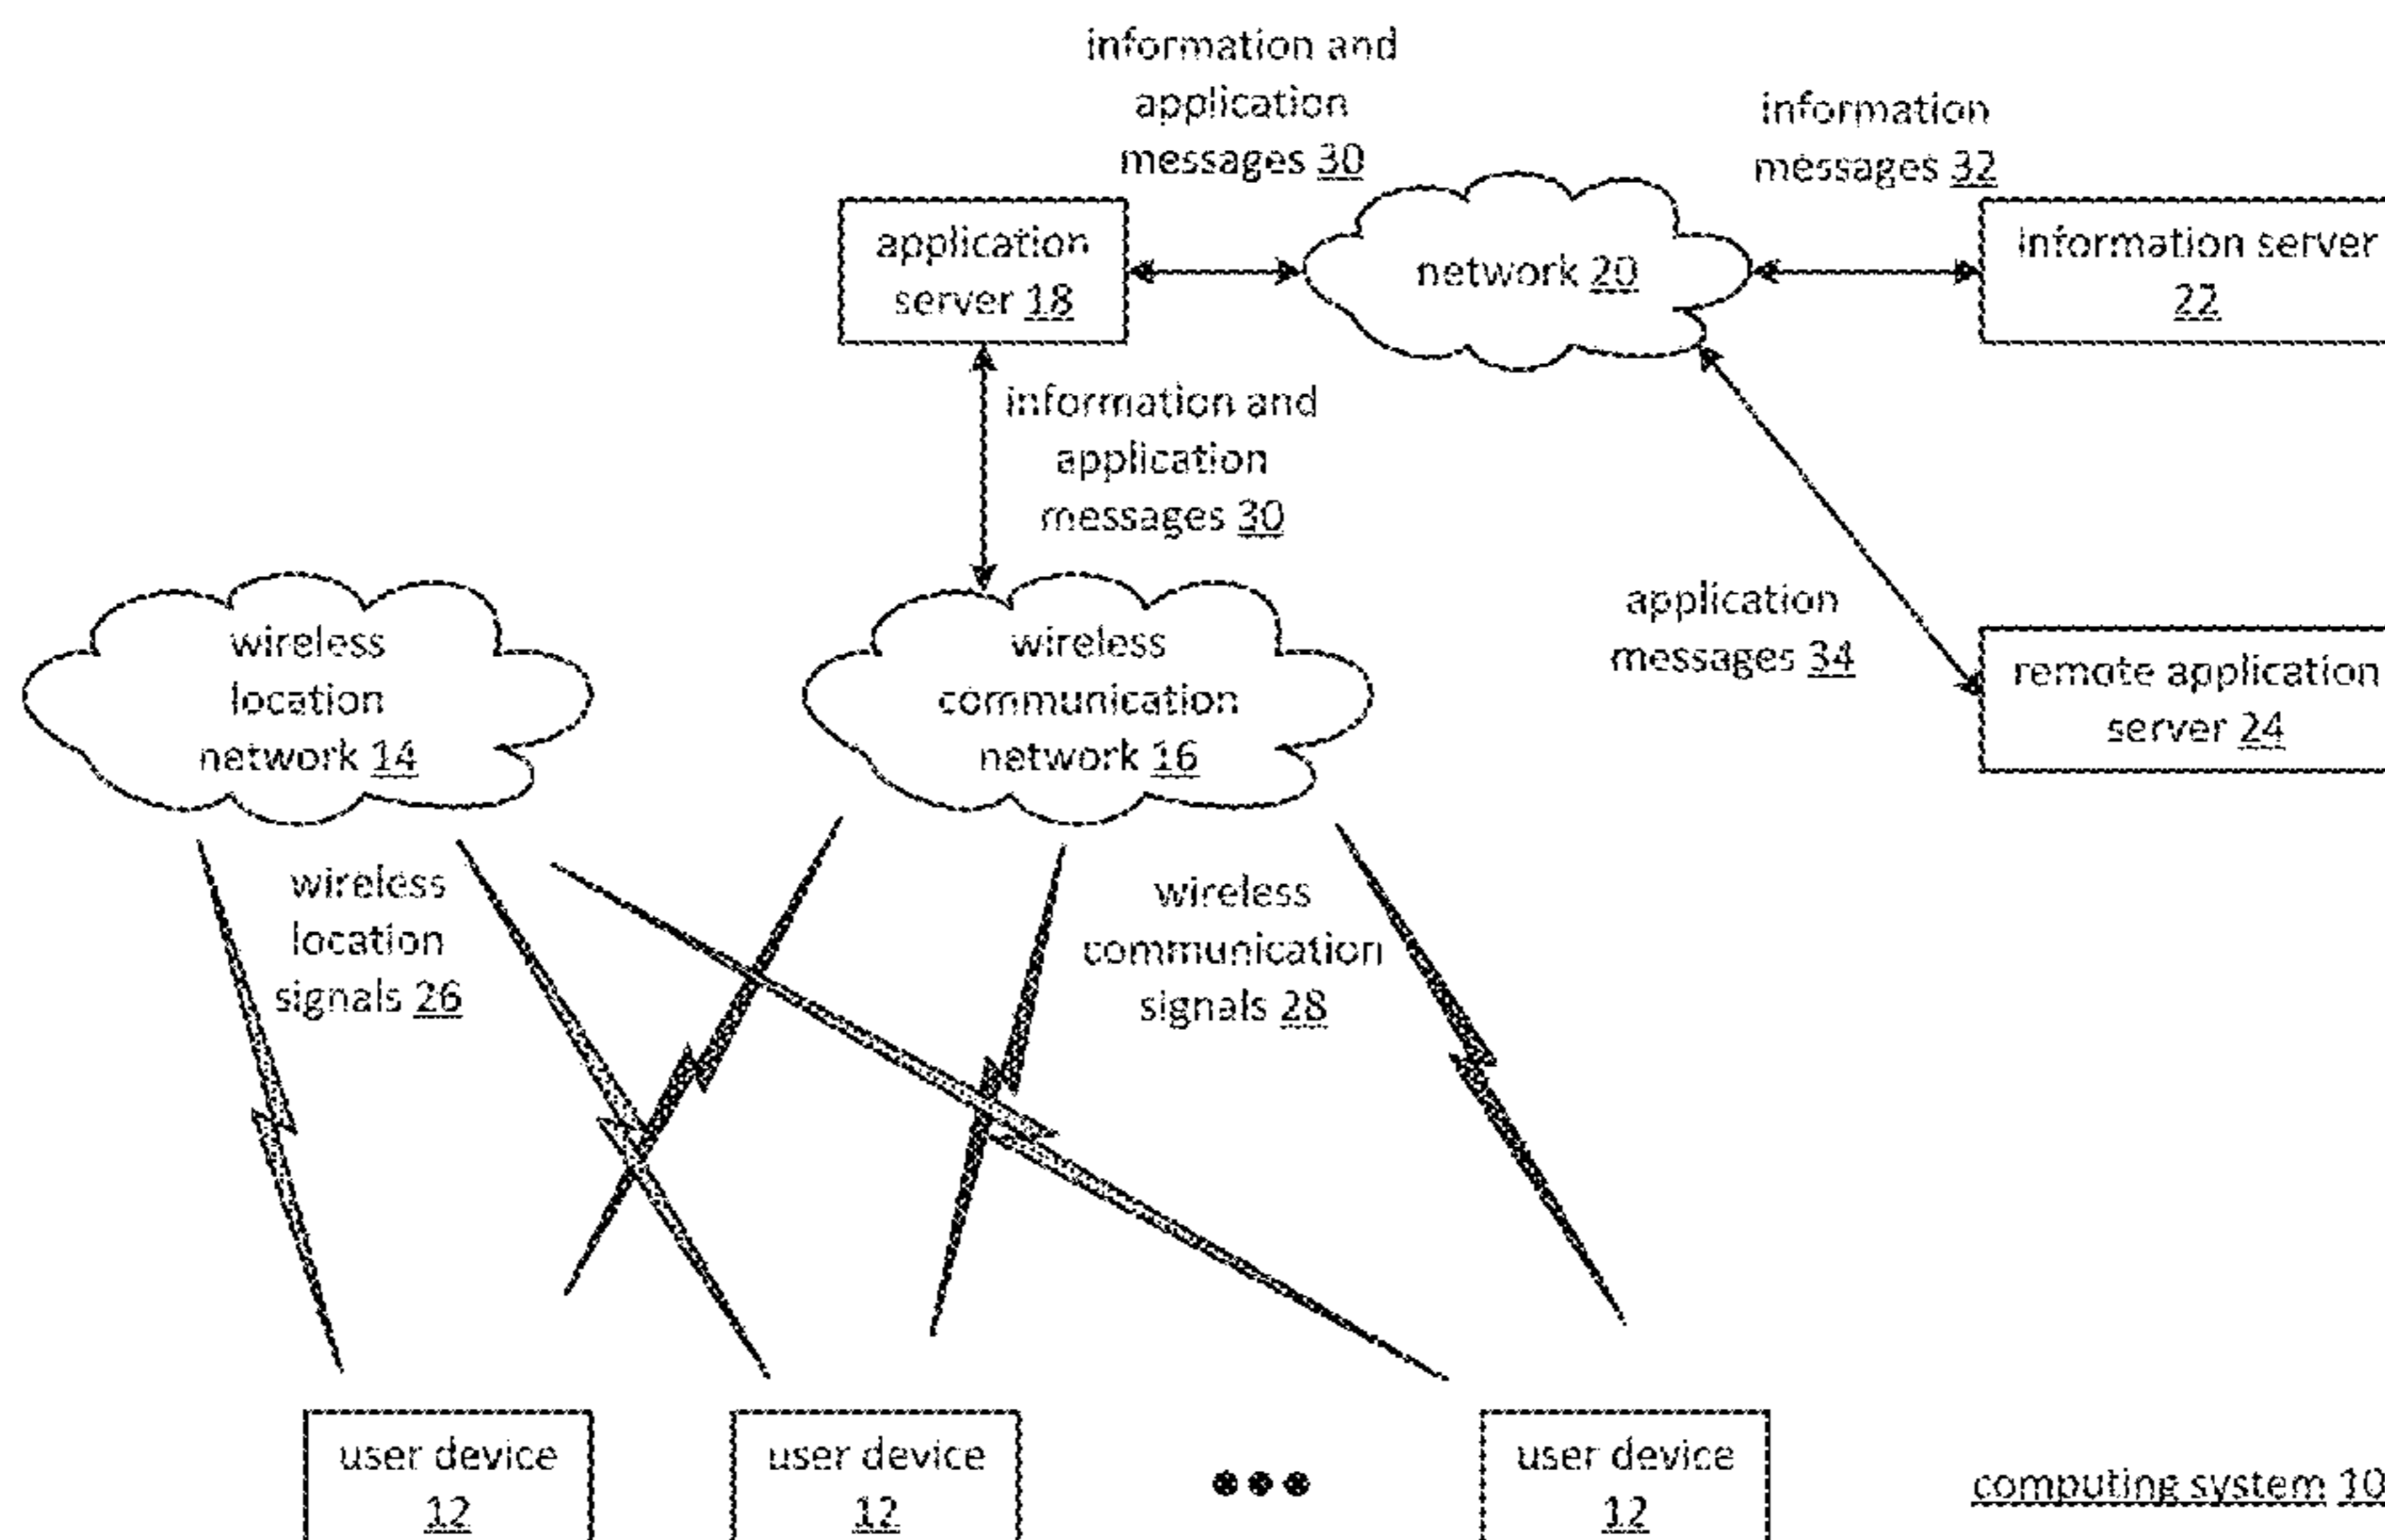 information and
application
messages 30
information
messages 32
application
server 18
network 20
information server
22
information and
application
messages 30
application
messages 34
remote application
server 24
wireless
location
network 14
wireless
communication
network 16
wireless
location
signals 26
wireless
communication
signals 28
user device
12
user device
12
user device
12
computing system 10